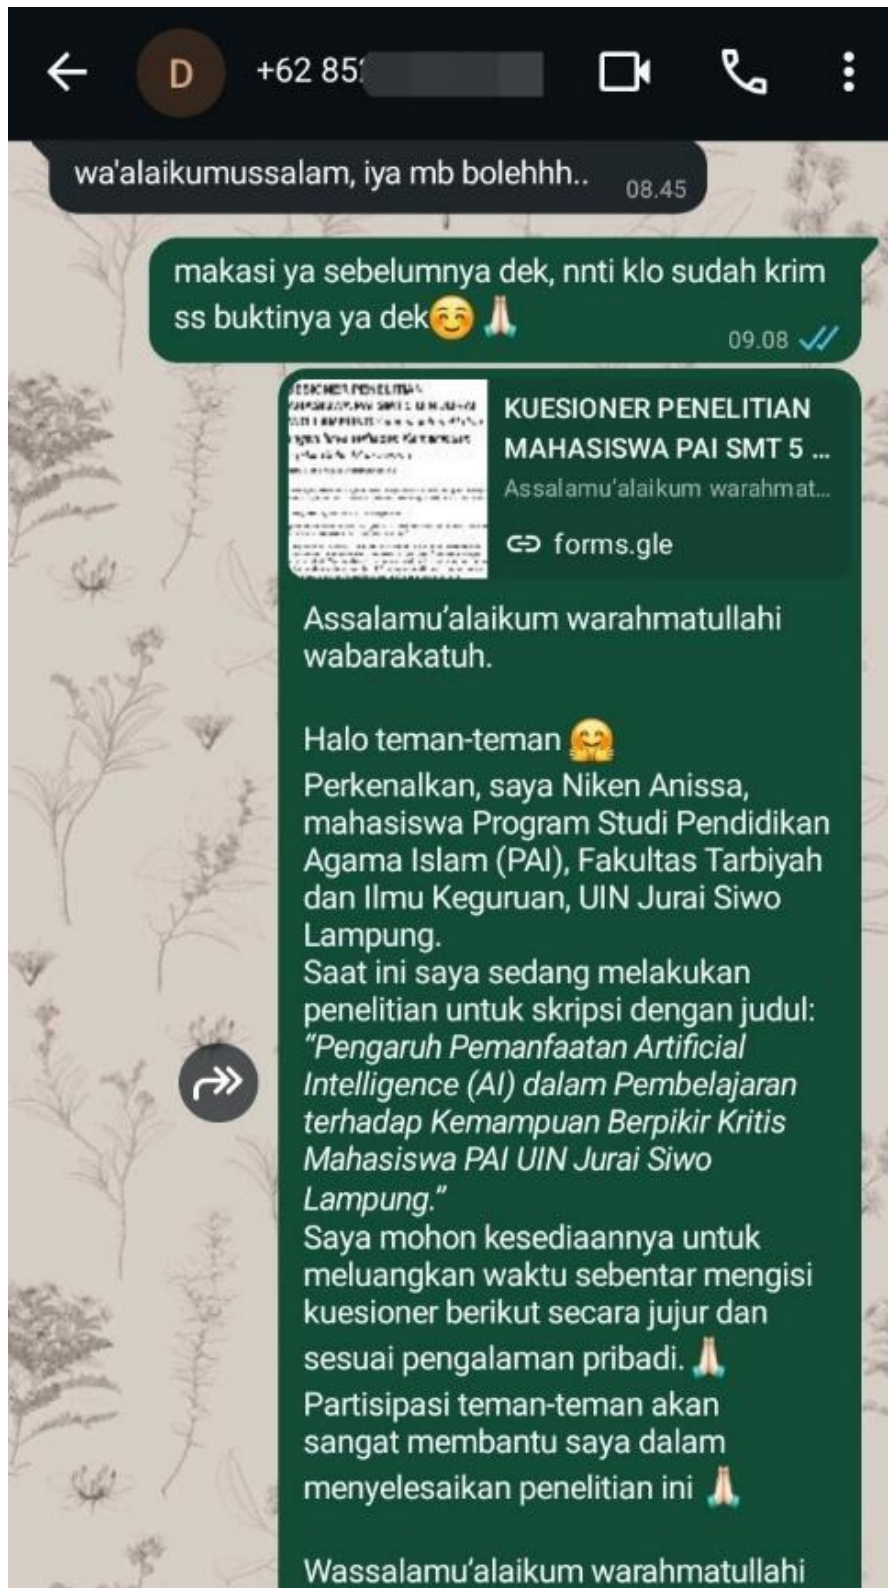 D +62 85
wa'alaikumussalam, iya mb bolehhh.. 08.45
makasi ya sebelumnya dek, nnti klo sudah krim
ss buktinya ya dek☺️🙏🏻
09.08
KUESIONER PENELITIAN
MAHASISWA PAI SMT 5 ...
Assalamu'alaikum warahmat...
forms.gle
Assalamu’alaikum warahmatullahi
wabarakatuh.
Halo teman-teman 🤗
Perkenalkan, saya Niken Anissa,
mahasiswa Program Studi Pendidikan
Agama Islam (PAI), Fakultas Tarbiyah
dan Ilmu Keguruan, UIN Jurai Siwo
Lampung.
Saat ini saya sedang melakukan
penelitian untuk skripsi dengan judul:
“Pengaruh Pemanfaatan Artificial
Intelligence (AI) dalam Pembelajaran
terhadap Kemampuan Berpikir Kritis
Mahasiswa PAI UIN Jurai Siwo
Lampung.”
Saya mohon kesediaannya untuk
meluangkan waktu sebentar mengisi
kuesioner berikut secara jujur dan
sesuai pengalaman pribadi. 🙏🏻
Partisipasi teman-teman akan
sangat membantu saya dalam
menyelesaikan penelitian ini 🙏🏻
Wassalamu’alaikum warahmatullahi